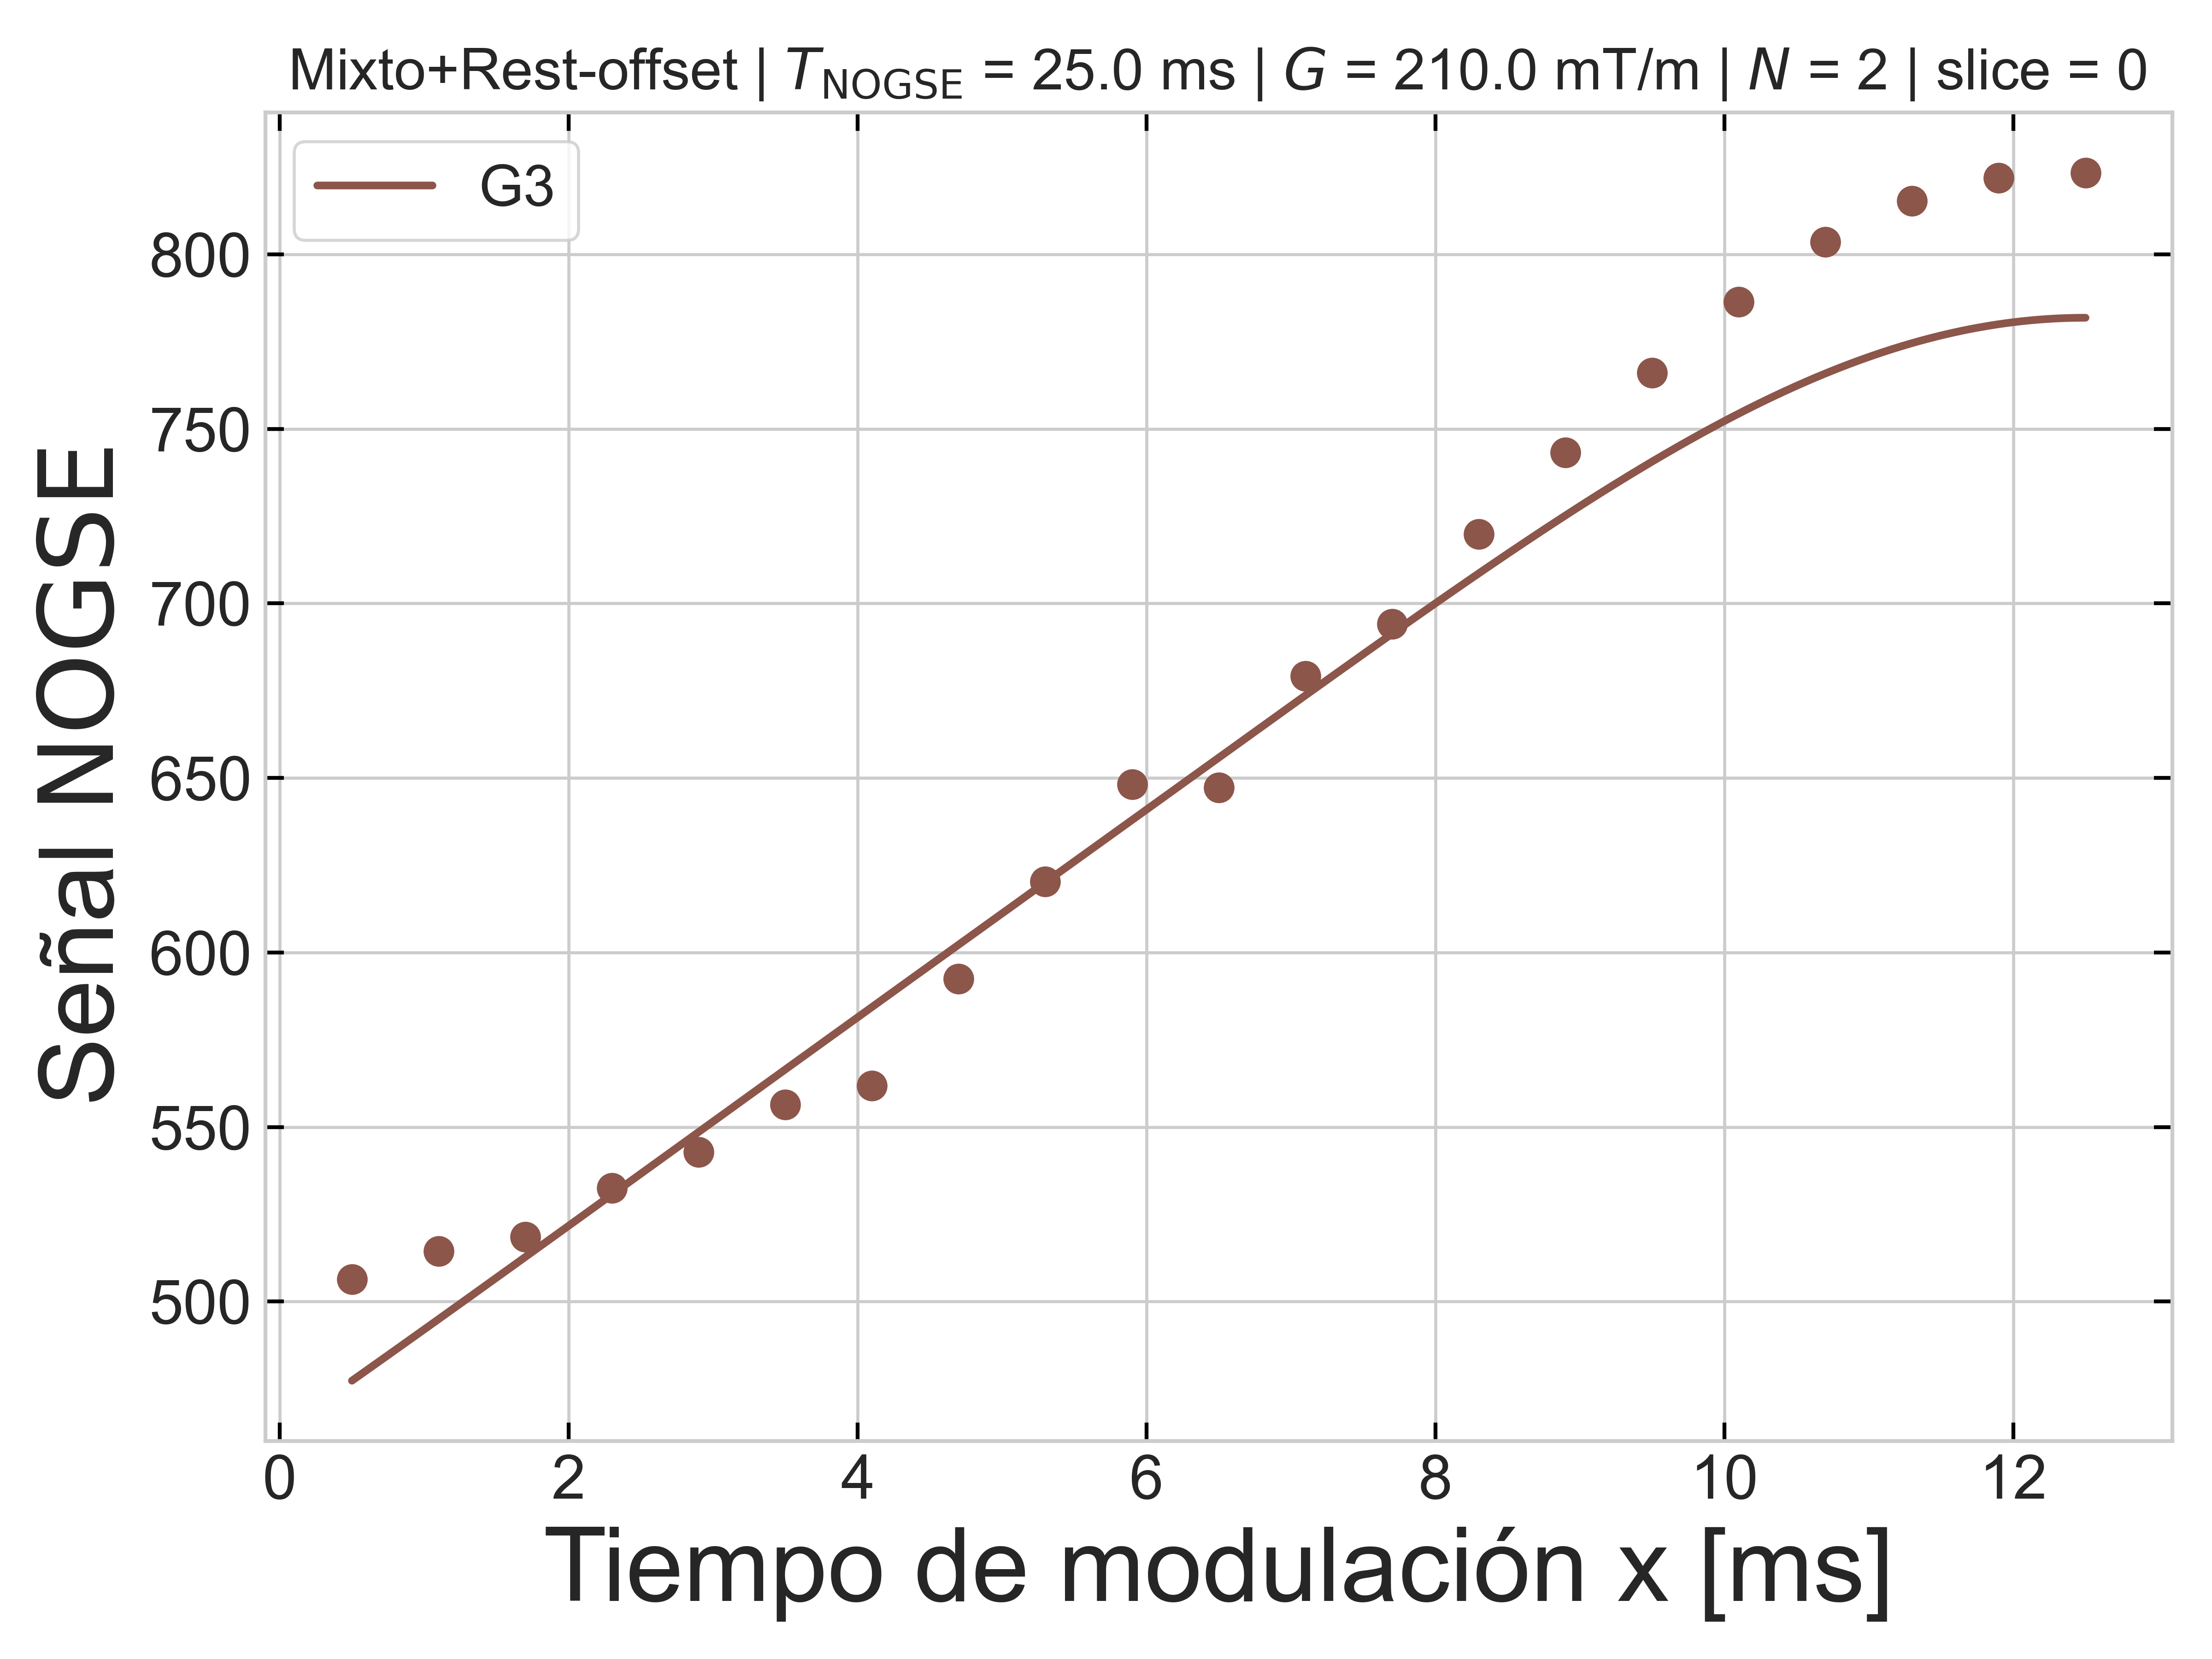 Mixto+Rest-offset | T_NOGSE = 25.0 ms | G = 210.0 mT/m | N = 2 | slice = 0
G3
Señal NOGSE
800
750
700
650
600
550
500
0 2 4 6 8 10 12
Tiempo de modulación x [ms]